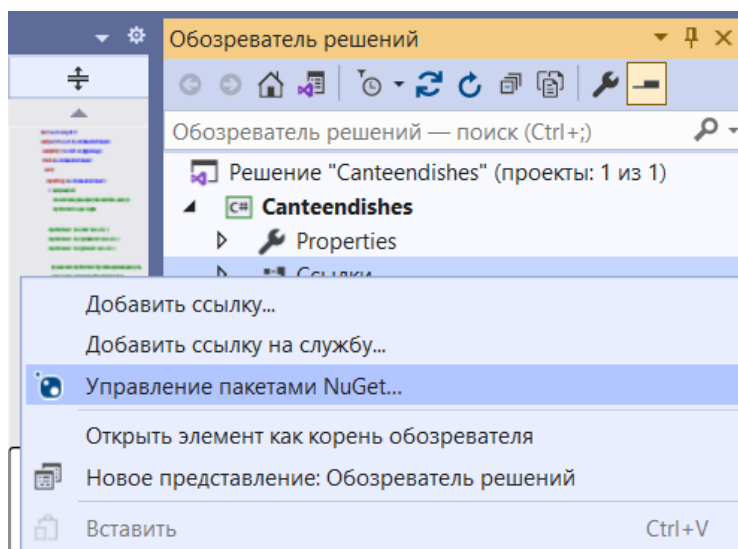 Обозреватель решений
Обозреватель решений — поиск (Ctrl+;)
Решение "Canteendishes" (проекты: 1 из 1)
C# Canteendishes
Properties
Ссылки
Добавить ссылку...
Добавить ссылку на службу...
Управление пакетами NuGet...
Открыть элемент как корень обозревателя
Новое представление: Обозреватель решений
Вставить Ctrl+V